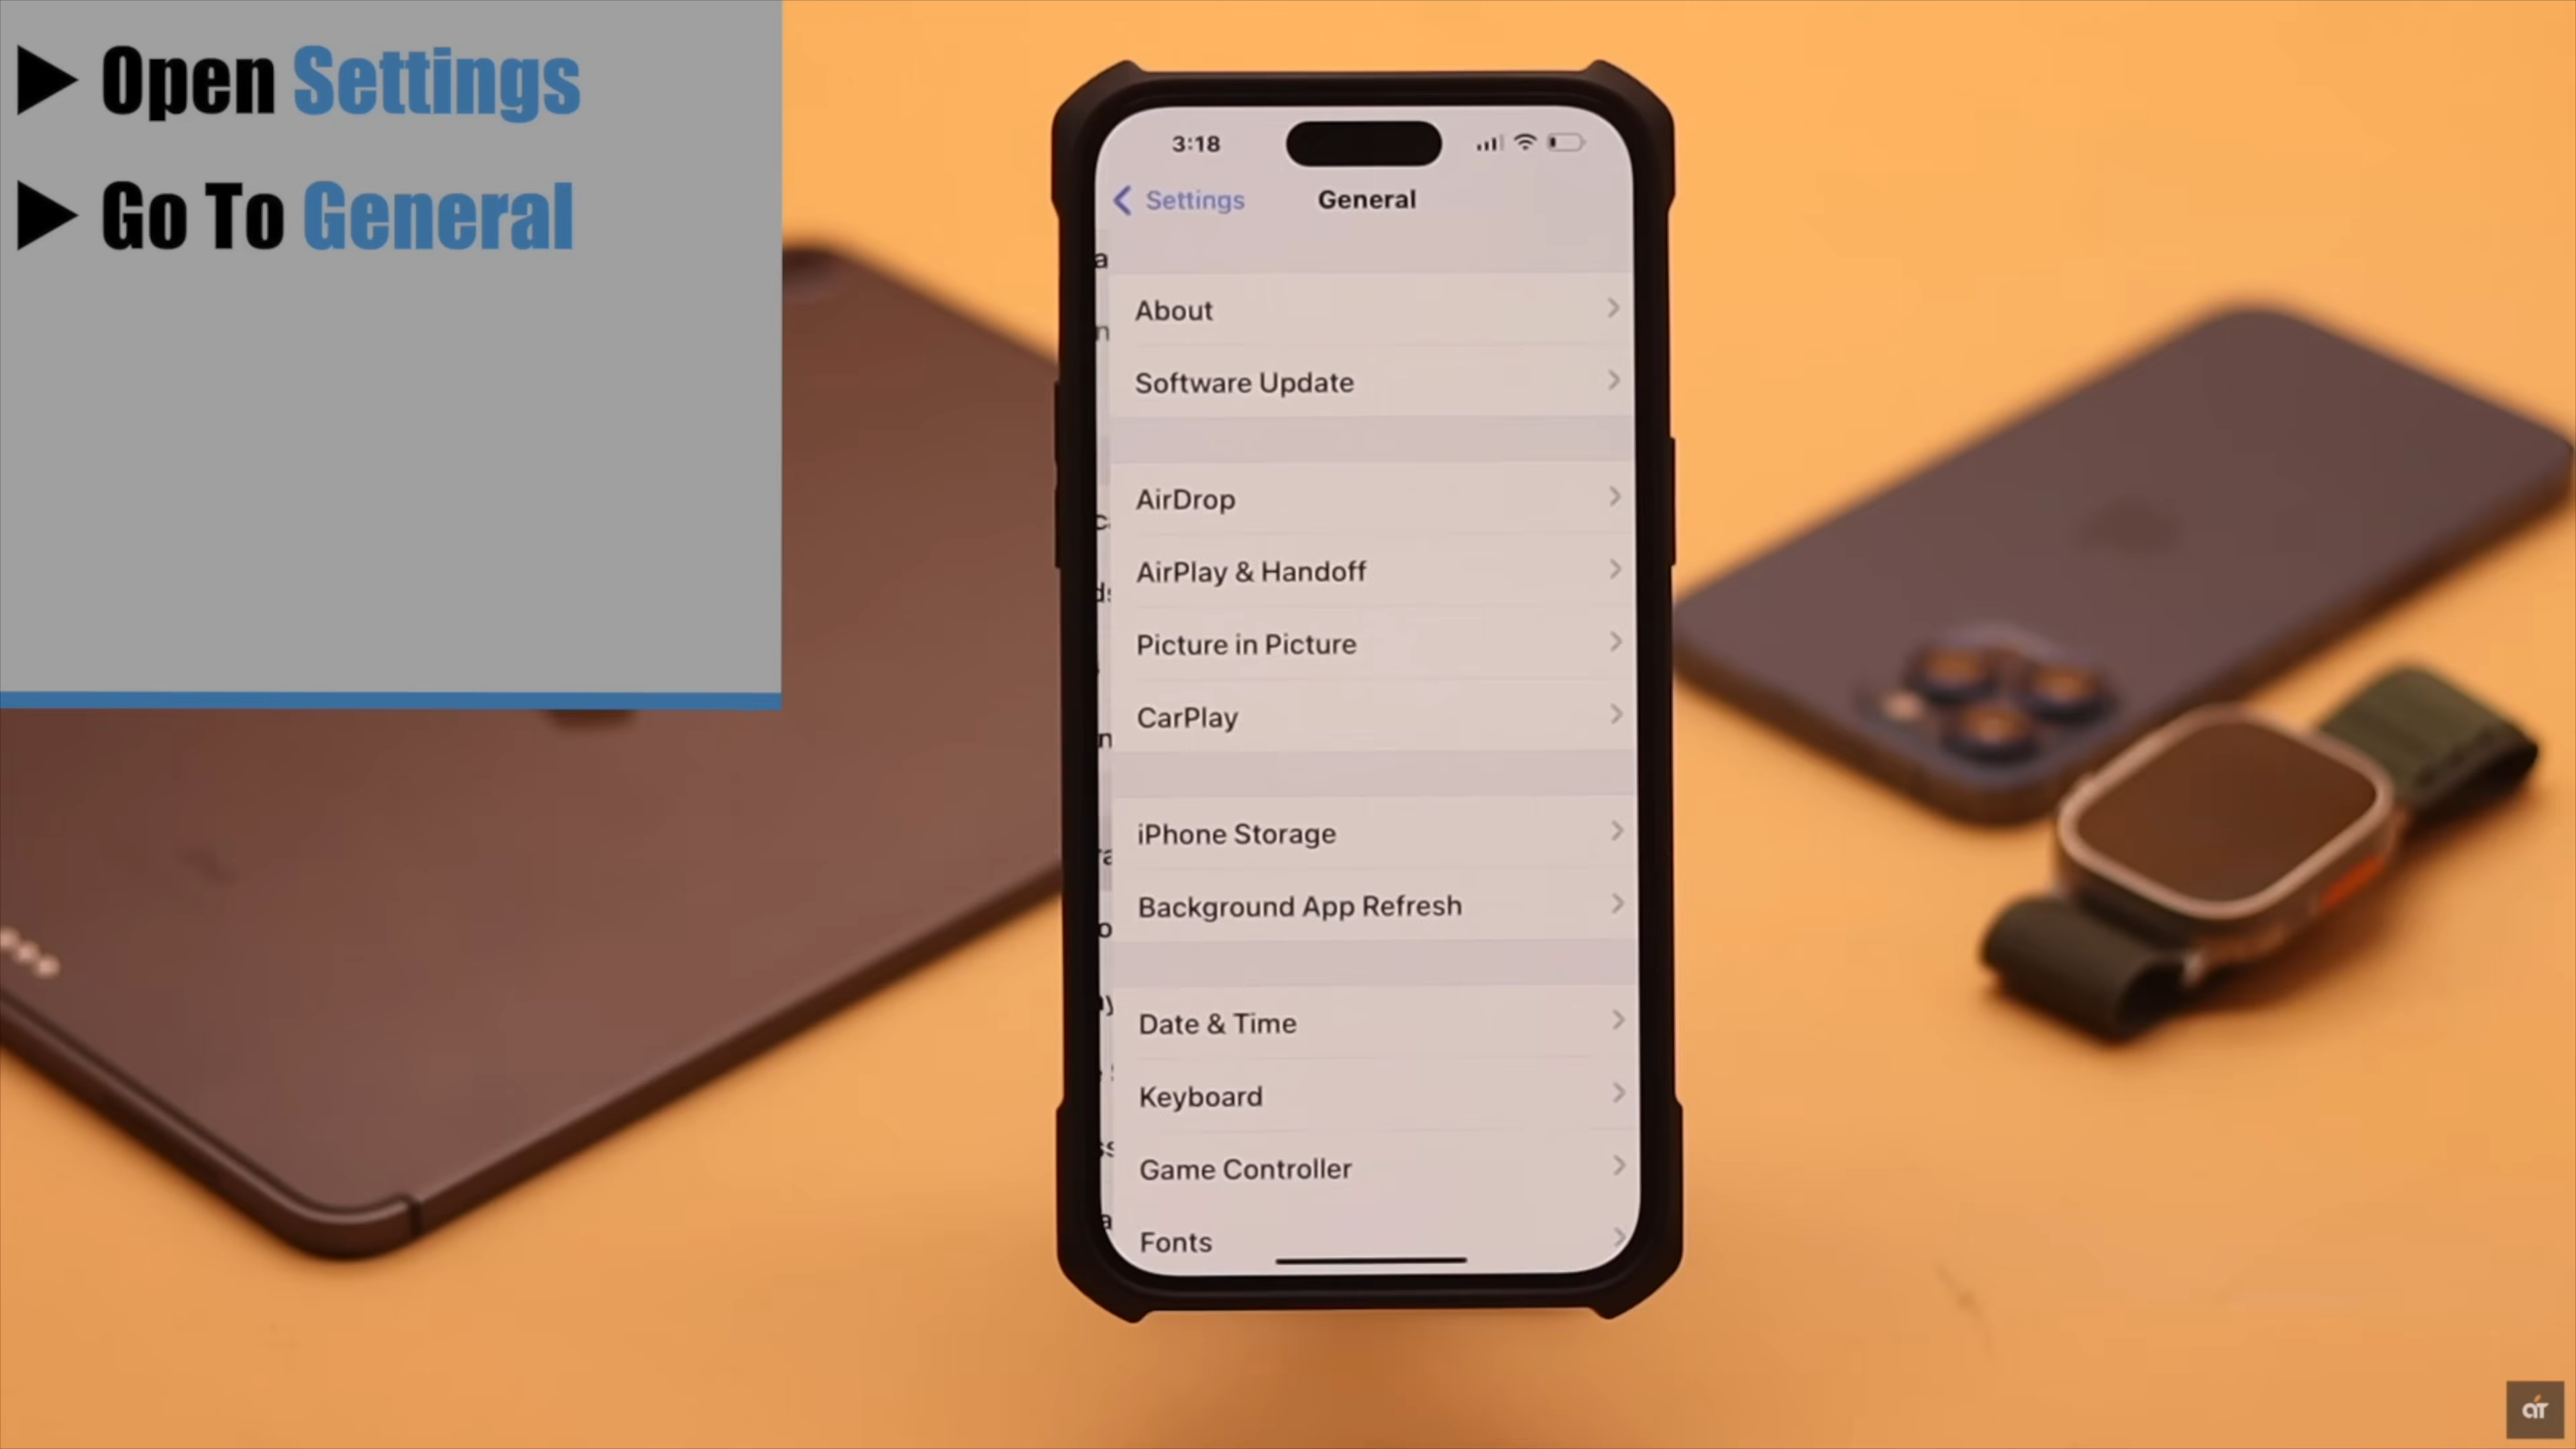 ▶ Open Settings
▶ Go To General
3:18
Settings
General
About
Software Update
AirDrop
AirPlay & Handoff
Picture in Picture
CarPlay
iPhone Storage
Background App Refresh
Date & Time
Keyboard
Game Controller
Fonts
aT